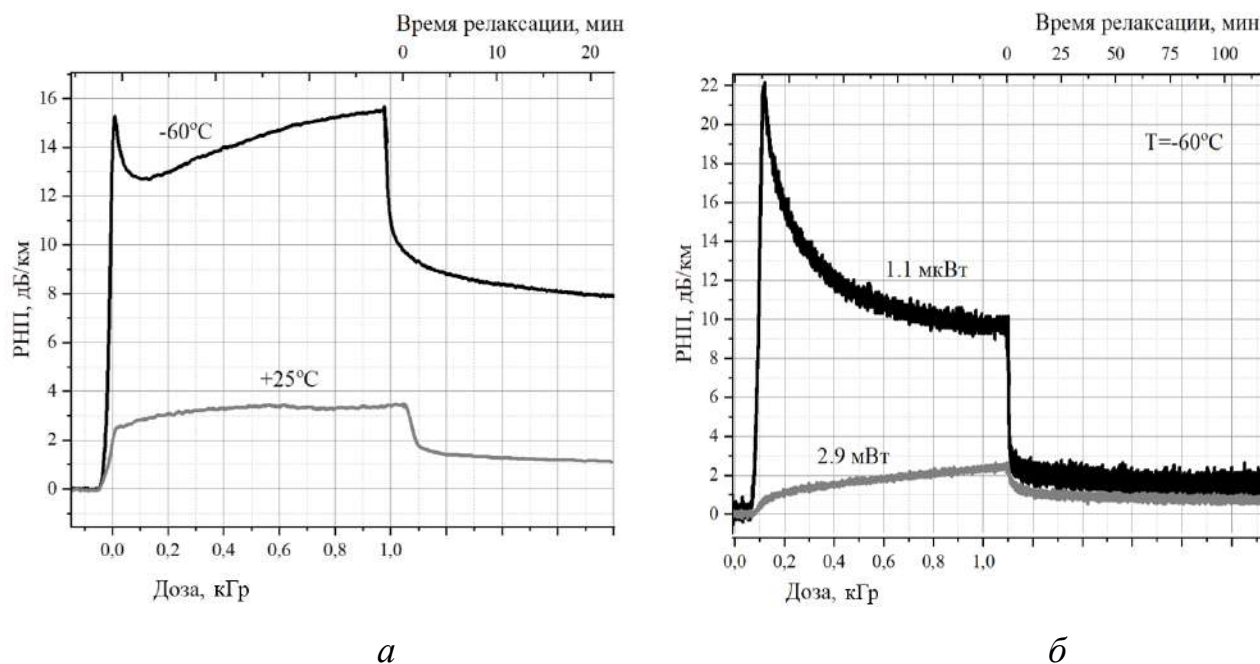 Время релаксации, мин
0 10 20
16
14
12
10
8
6
4
2
0
РНП, дБ/км
-60°C
+25°C
0,0 0,2 0,4 0,6 0,8 1,0
Доза, кГр
а
Время релаксации, мин
0 25 50 75 100
22
20
18
16
14
12
10
8
6
4
2
0
РНП, дБ/км
T=-60°C
1.1 мкВт
2.9 мВт
0,0 0,2 0,4 0,6 0,8 1,0
Доза, кГр
б